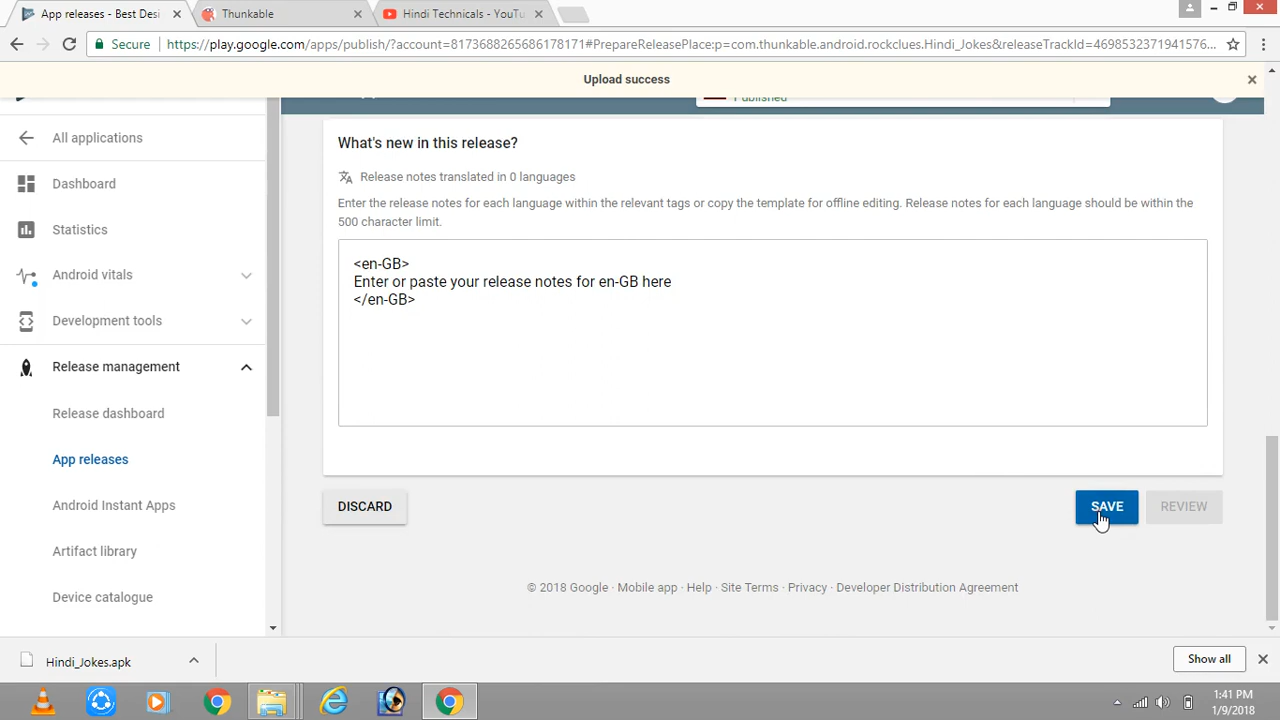 App releases - Best Desi
Thunkable
Hindi Technicals - YouTu
Secure
https://play.google.com/apps/publish/?account=8173688265686178171#PrepareReleasePlace:p=com.thunkable.android.rockclues.Hindi_Jokes&releaseTrackId=4698532371941576...
Upload success
Published
All applications
Dashboard
Statistics
Android vitals
Development tools
Release management
Release dashboard
App releases
Android Instant Apps
Artifact library
Device catalogue
What's new in this release?
Release notes translated in 0 languages
Enter the release notes for each language within the relevant tags or copy the template for offline editing. Release notes for each language should be within the
500 character limit.
<en-GB>
Enter or paste your release notes for en-GB here
</en-GB>
DISCARD
SAVE
REVIEW
© 2018 Google · Mobile app · Help · Site Terms · Privacy · Developer Distribution Agreement
Hindi_Jokes.apk
Show all
1:41 PM
1/9/2018